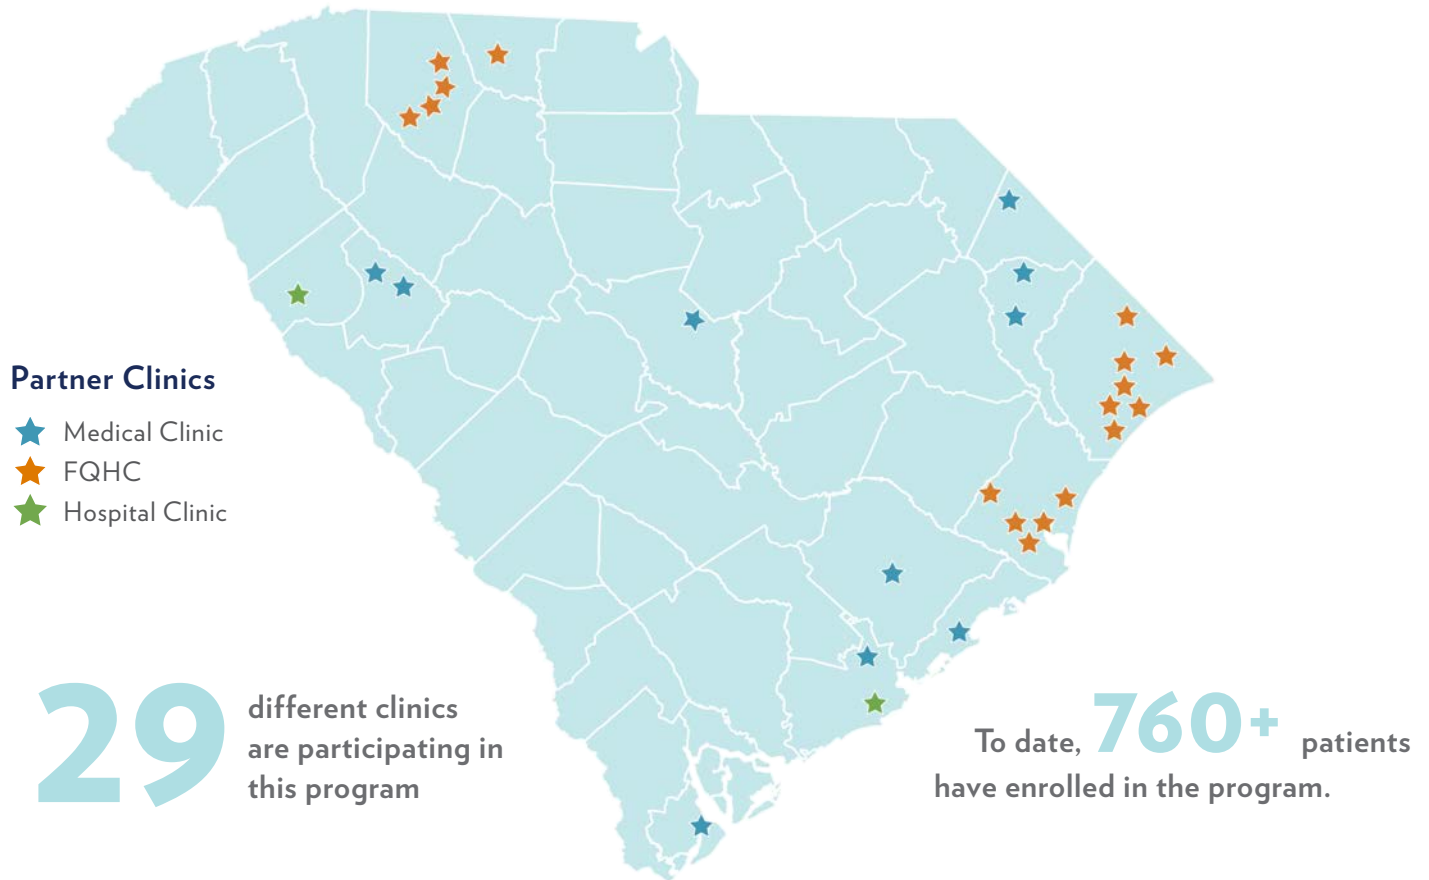 Partner Clinics
Medical Clinic
FQHC
Hospital Clinic
29 different clinics
are participating in
this program
To date, 760+ patients
have enrolled in the program.